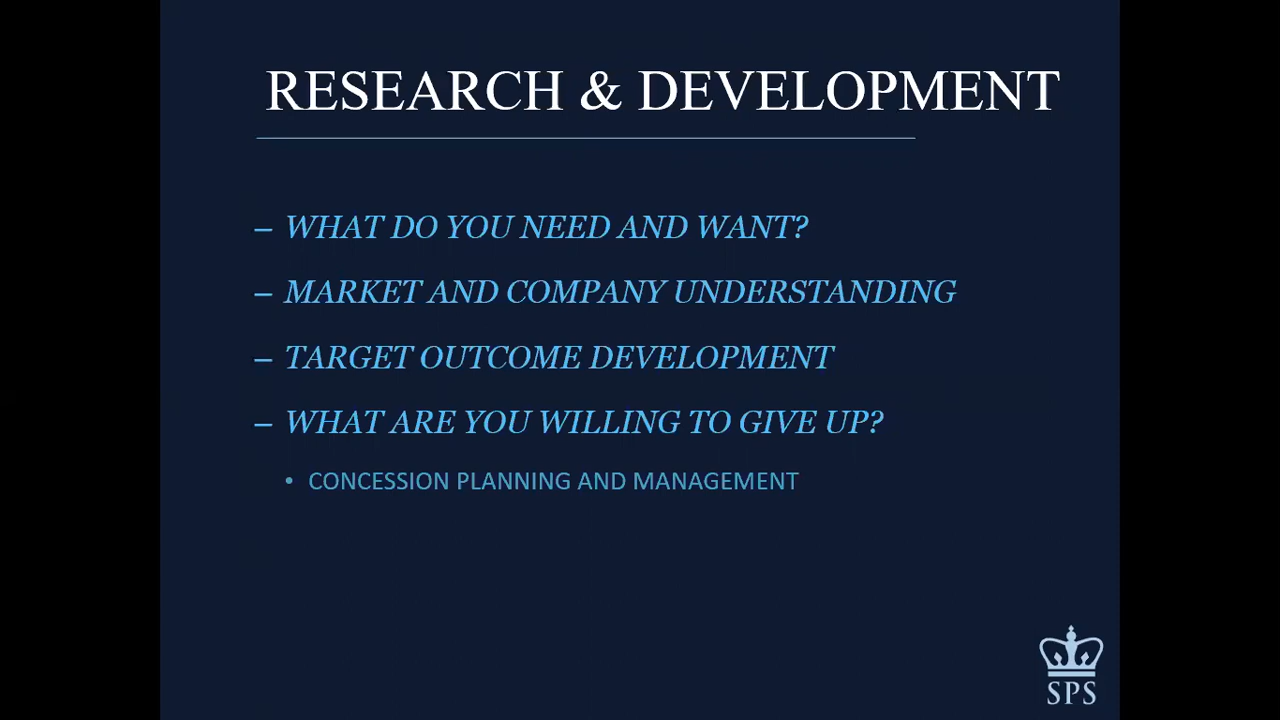 RESEARCH & DEVELOPMENT
– WHAT DO YOU NEED AND WANT?
– MARKET AND COMPANY UNDERSTANDING
– TARGET OUTCOME DEVELOPMENT
– WHAT ARE YOU WILLING TO GIVE UP?
• CONCESSION PLANNING AND MANAGEMENT
SPS